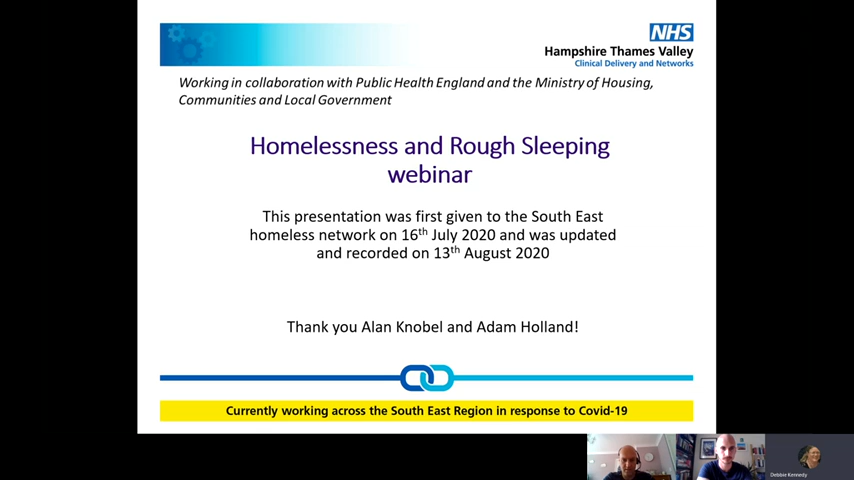 NHS
Hampshire Thames Valley
Clinical Delivery and Networks
Working in collaboration with Public Health England and the Ministry of Housing,
Communities and Local Government
Homelessness and Rough Sleeping
webinar
This presentation was first given to the South East
homeless network on 16th July 2020 and was updated
and recorded on 13th August 2020
Thank you Alan Knobel and Adam Holland!
Currently working across the South East Region in response to Covid-19
Debbie Kennedy